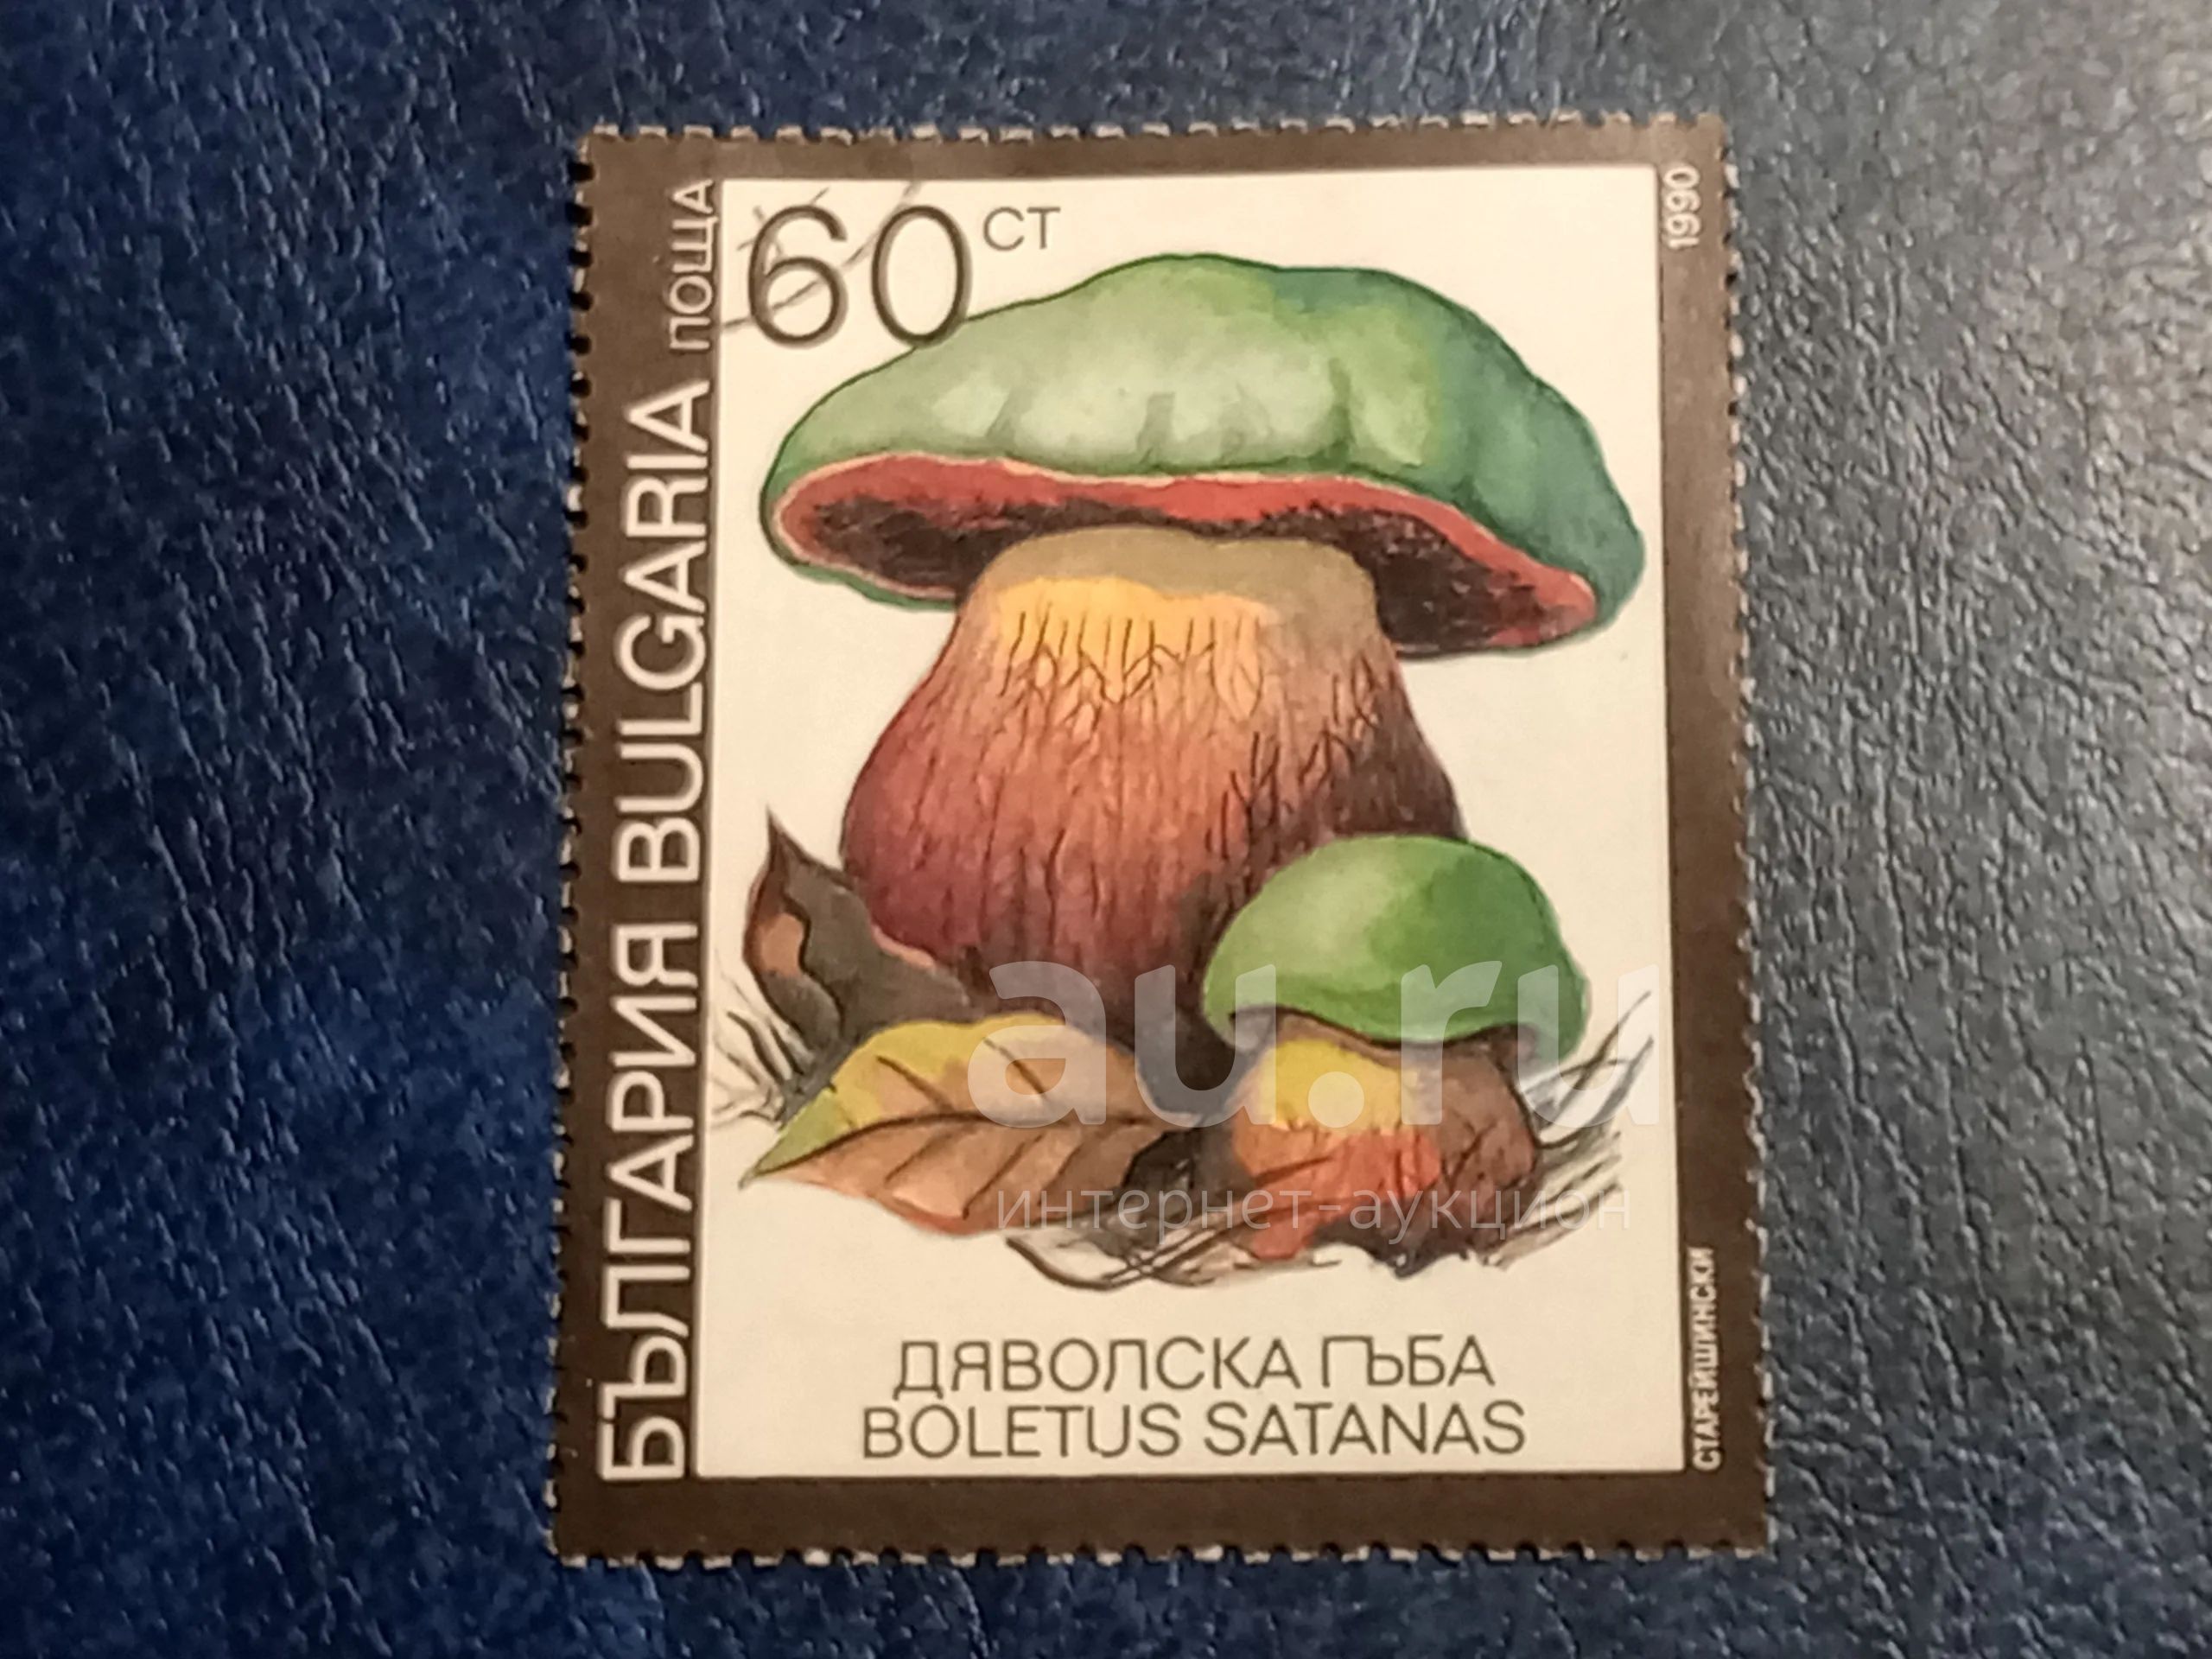 60 СТ
ПОЩА
БЪЛГАРИЯ BULGARIA
1990
au.ru
интернет-аукцион
СТАРЕЙШИНСКИ
ДЯВОЛСКА ГЪБА
BOLETUS SATANAS